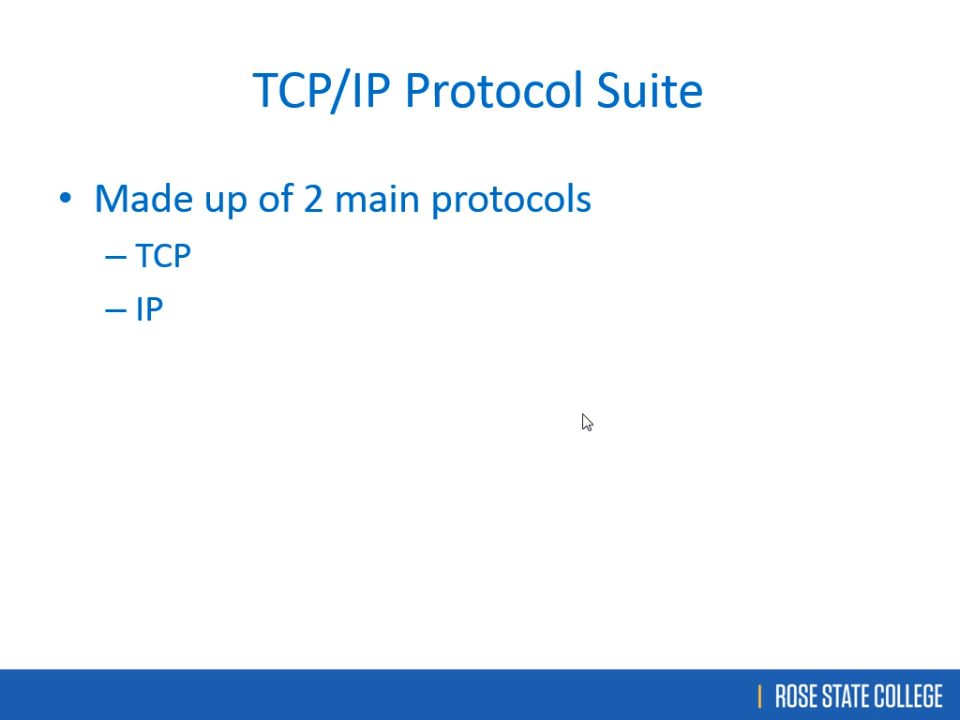 TCP/IP Protocol Suite
• Made up of 2 main protocols
– TCP
– IP
ROSE STATE COLLEGE